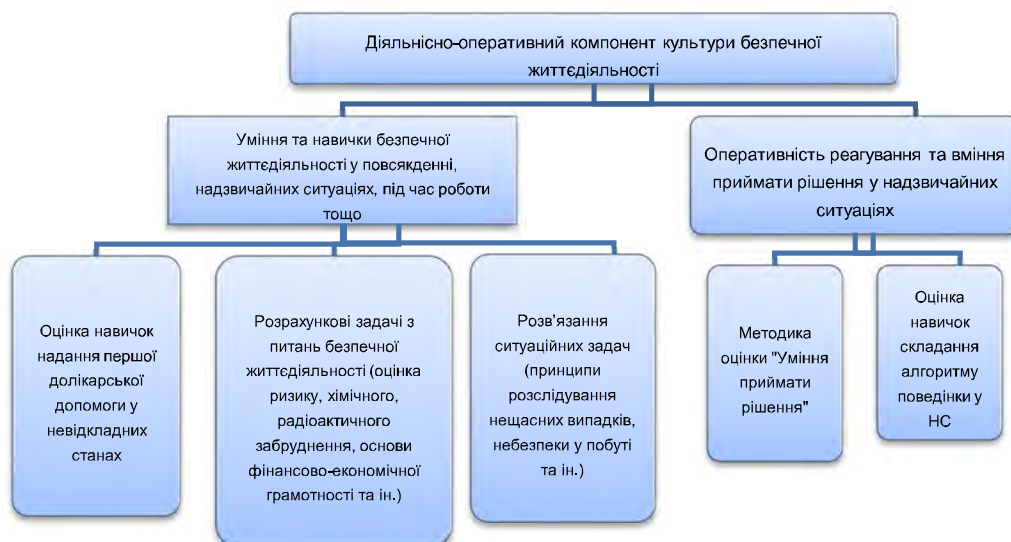 Діяльнісно-оперативний компонент культури безпечної
життєдіяльності
Уміння та навички безпечної
життєдіяльності у повсякденні,
надзвичайних ситуаціях, під час роботи
тощо
Оперативність реагування та вміння
приймати рішення у надзвичайних
ситуаціях
Оцінка навичок
надання першої
долікарської
допомоги у
невідкладних
станах
Розрахункові задачі з
питань безпечної
життєдіяльності (оцінка
ризику, хімічного,
радіоактивного
забруднення, основи
фінансово-економічної
грамотності та ін.)
Розв’язання
ситуаційних задач
(принципи
розслідування
нещасних випадків,
небезпеки у побуті
та ін.)
Методика
оцінки "Уміння
приймати
рішення"
Оцінка
навичок
складання
алгоритму
поведінки у
НС